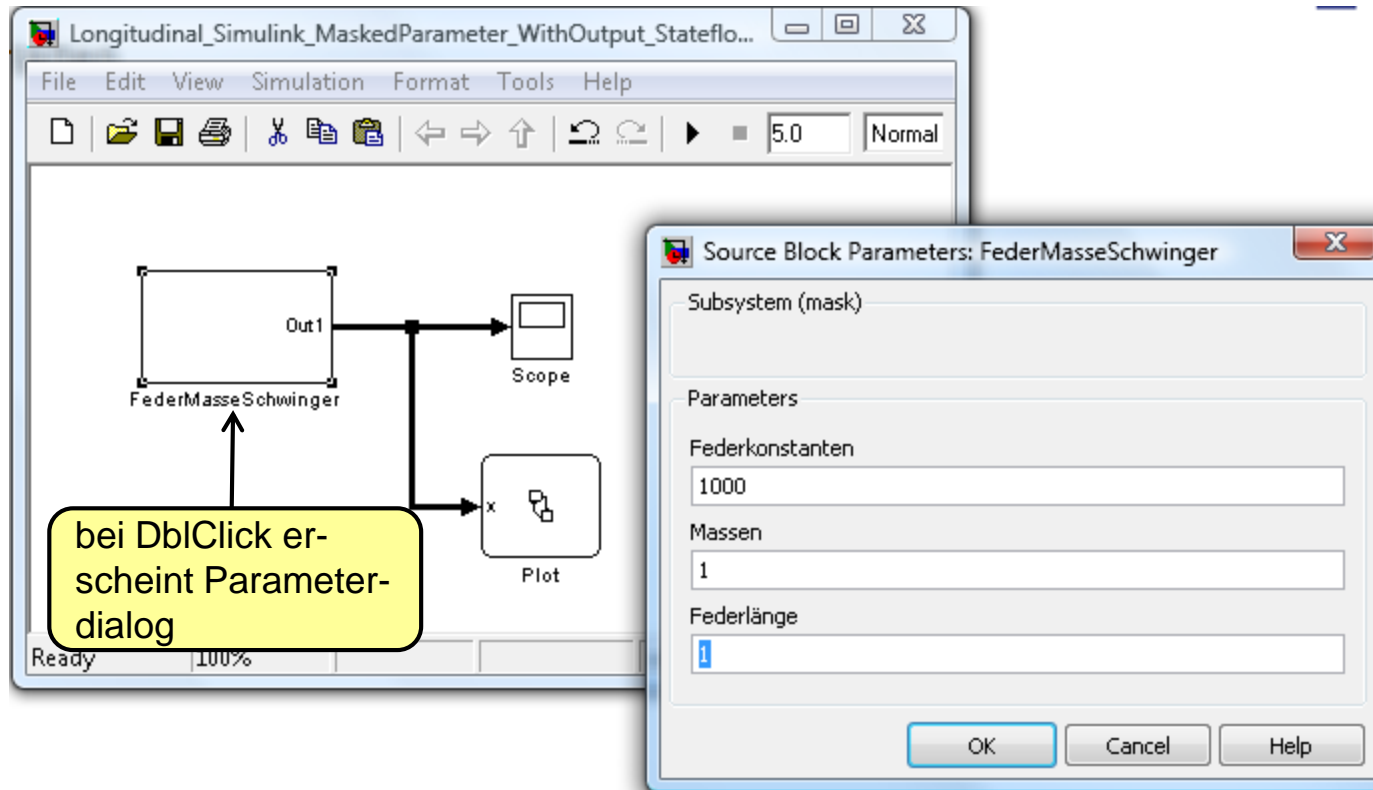 Longitudinal_Simulink_MaskedParameter_WithOutput_Stateflo...
File Edit View Simulation Format Tools Help
5.0 Normal
Out1
FederMasseSchwinger
Scope
x
Plot
bei DblClick er-
scheint Parameter-
dialog
Ready 100%
Source Block Parameters: FederMasseSchwinger
Subsystem (mask)
Parameters
Federkonstanten
1000
Massen
1
Federlänge
1
OK Cancel Help